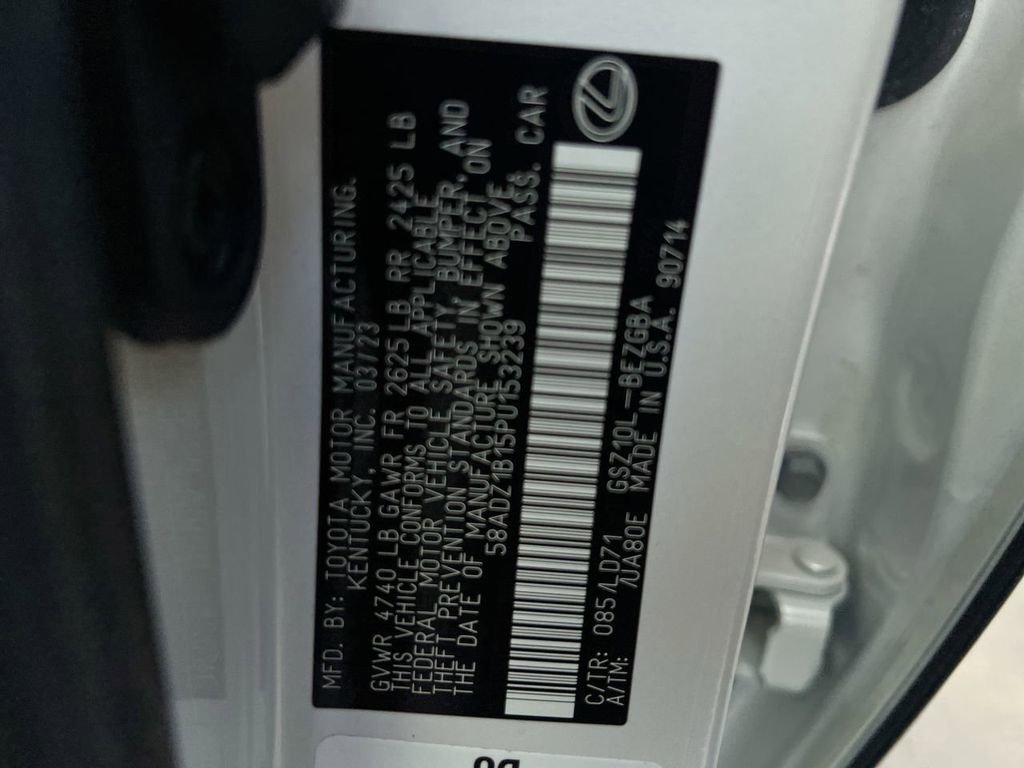 MFD. BY: TOYOTA MOTOR MANUFACTURING.
KENTUCKY, INC. 03/23
GVWR 4740 LB GAWR FR 2625 LB RR 2425 LB
THIS VEHICLE CONFORMS TO ALL APPLICABLE
FEDERAL MOTOR VEHICLE SAFETY, BUMPER, AND
THEFT PREVENTION STANDARDS IN EFFECT ON
THE DATE OF MANUFACTURE SHOWN ABOVE.
58ADZ1B15PU153239 PASS. CAR
C/TR: 085/LD71 GSZ10L-BEZGBA
A/TM: /UA80E MADE IN U.S.A. 90714